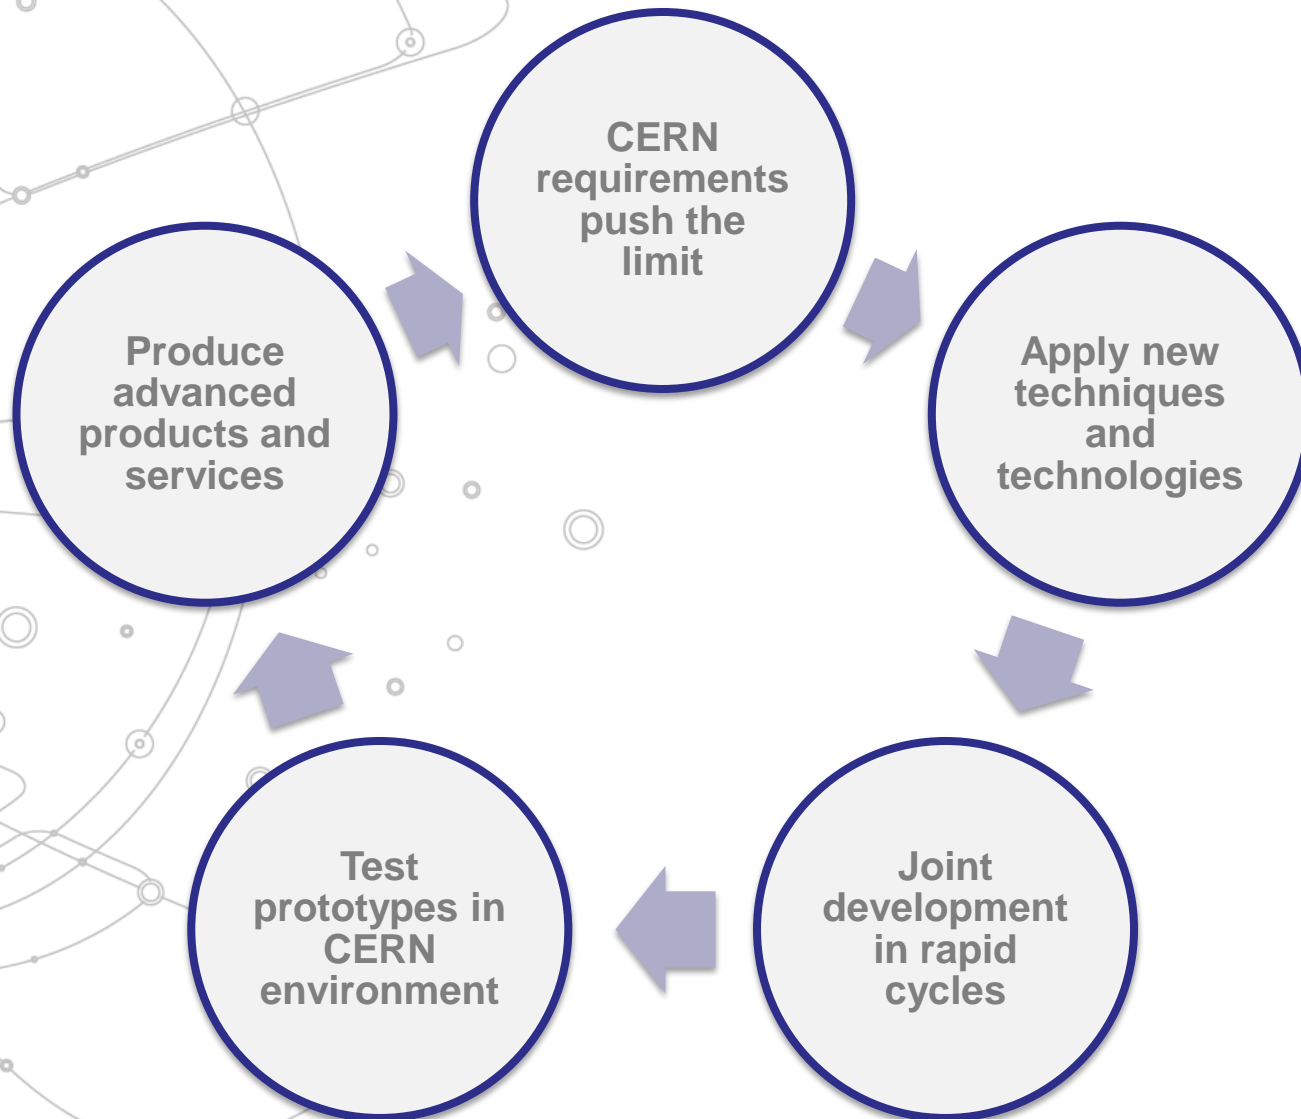 CERN
requirements
push the
limit
Apply new
techniques
and
technologies
Joint
development
in rapid
cycles
Test
prototypes in
CERN
environment
Produce
advanced
products and
services